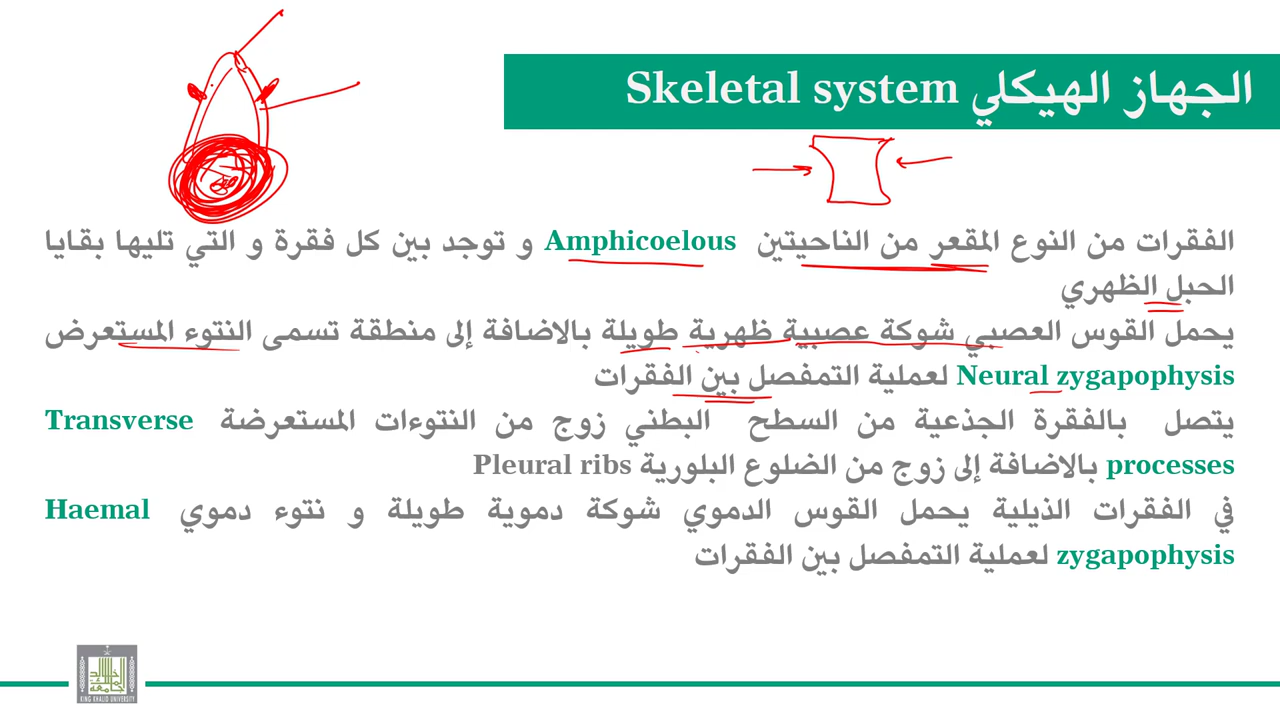 الجهاز الهيكلي Skeletal system
الفقرات من النوع المقعر من الناحيتين Amphicoelous و توجد بين كل فقرة و التي تليها بقايا
الحبل الظهري
يحمل القوس العصبي شوكة عصبية ظهرية طويلة بالاضافة إلى منطقة تسمى النتوء المستعرض
Neural zygapophysis لعملية التمفصل بين الفقرات
يتصل بالفقرة الجذعية من السطح البطني زوج من النتوءات المستعرضة Transverse
processes بالاضافة إلى زوج من الضلوع البلورية Pleural ribs
في الفقرات الذيلية يحمل القوس الدموي شوكة دموية طويلة و نتوء دموي Haemal
zygapophysis لعملية التمفصل بين الفقرات
KING KHALID UNIVERSITY